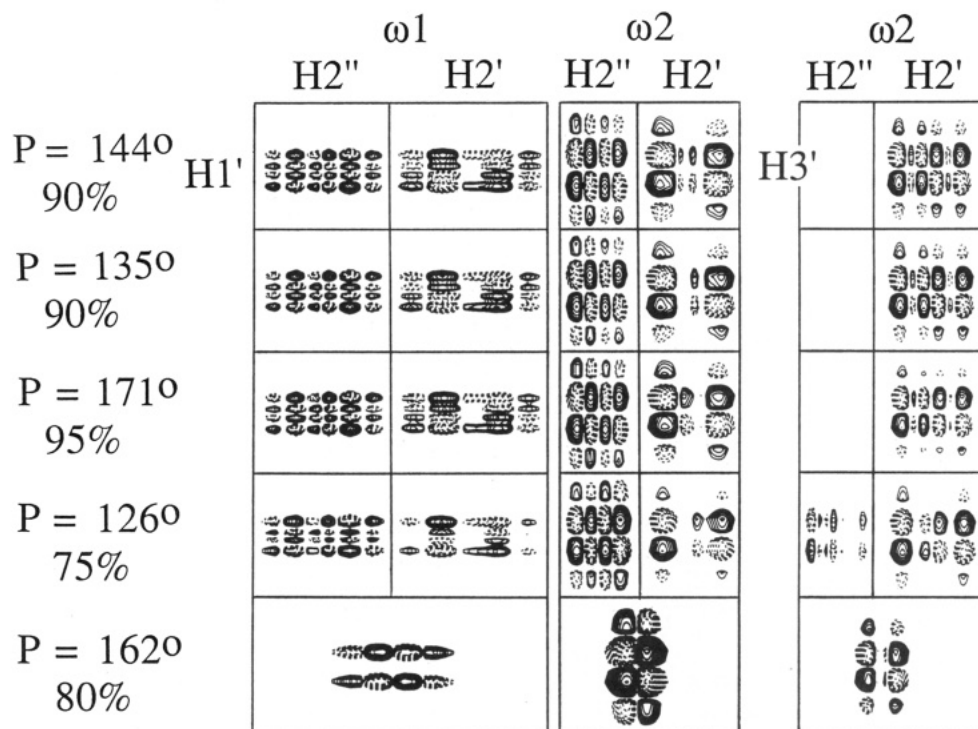 ω1 ω2 ω2
H2" H2' H2" H2' H2" H2'
P = 144º H1' H3'
90%
P = 135º
90%
P = 171º
95%
P = 126º
75%
P = 162º
80%